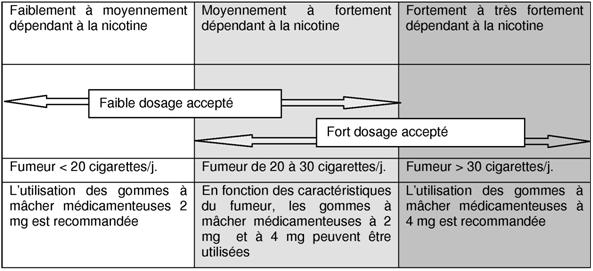 Faiblement à moyennement
dépendant à la nicotine
Moyennement à fortement
dépendant à la nicotine
Fortement à très fortement
dépendant à la nicotine
Faible dosage accepté
Fort dosage accepté
Fumeur < 20 cigarettes/j.
Fumeur de 20 à 30 cigarettes/j.
Fumeur > 30 cigarettes/j.
L'utilisation des gommes à
mâcher médicamenteuses 2
mg est recommandée
En fonction des caractéristiques
du fumeur, les gommes à
mâcher médicamenteuses à 2
mg et à 4 mg peuvent être
utilisées
L'utilisation des gommes à
mâcher médicamenteuses à
4 mg est recommandée